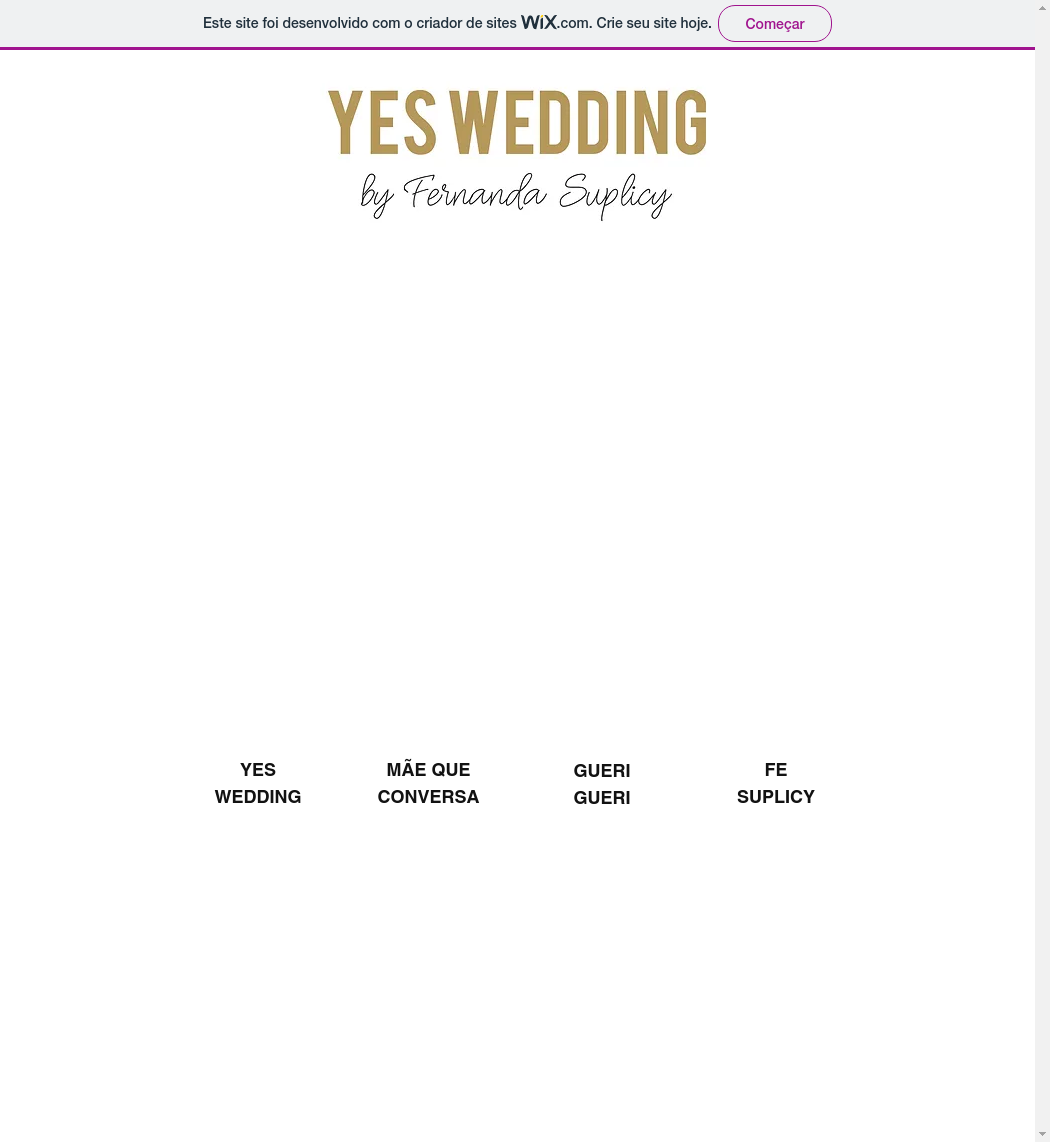 Este site foi desenvolvido com o criador de sites WiX.com. Crie seu site hoje. Começar
YES WEDDING
by Fernanda Suplicy
YES WEDDING
MÃE QUE CONVERSA
GUERI GUERI
FE SUPLICY